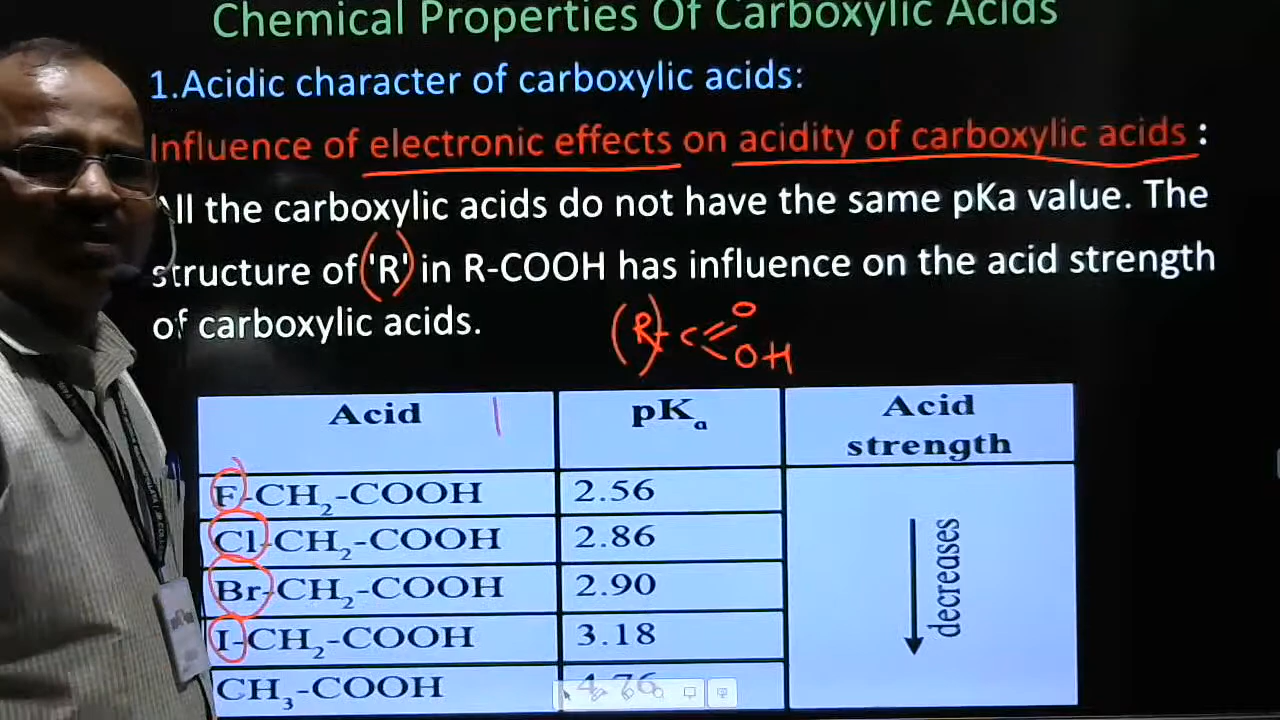 Chemical Properties Of Carboxylic Acids
1.Acidic character of carboxylic acids:
Influence of electronic effects on acidity of carboxylic acids :
All the carboxylic acids do not have the same pKa value. The
structure of 'R' in R-COOH has influence on the acid strength
of carboxylic acids.
(R)-C
O
OH
Acid
pKₐ
Acid
strength
F-CH₂-COOH
2.56
Cl-CH₂-COOH
2.86
Br-CH₂-COOH
2.90
I-CH₂-COOH
3.18
CH₃-COOH
4.76
decreases